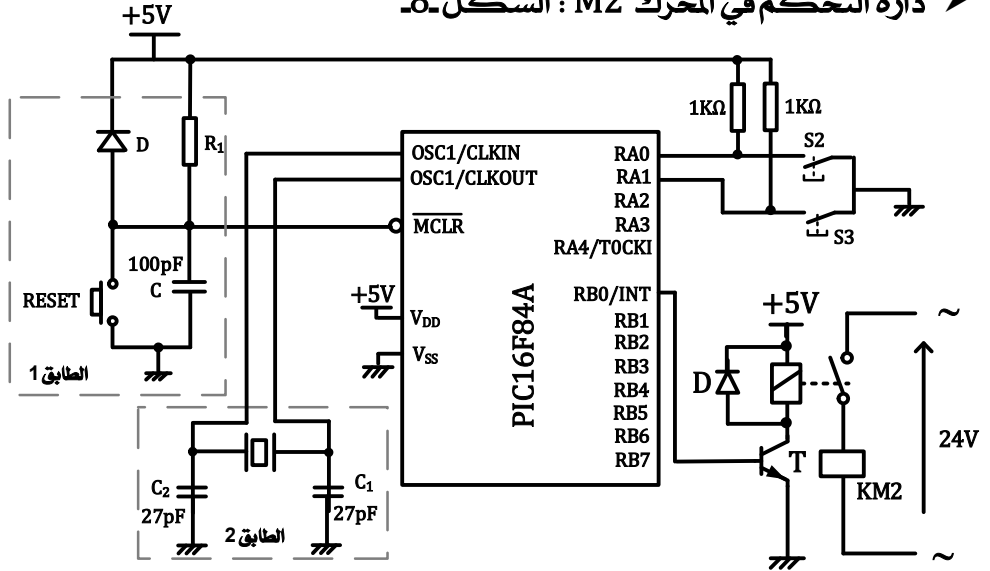 دارة التحكم في المحرك M2 : الشكل -8-
+5V
1KΩ
1KΩ
D
R1
OSC1/CLKIN
OSC1/CLKOUT
MCLR
VDD
VSS
PIC16F84A
RA0
RA1
RA2
RA3
RA4/T0CKI
RB0/INT
RB1
RB2
RB3
RB4
RB5
RB6
RB7
S2
S3
100pF
C
RESET
الطابق 1
+5V
+5V
D
T
KM2
24V
~
~
C2
27pF
C1
27pF
الطابق 2